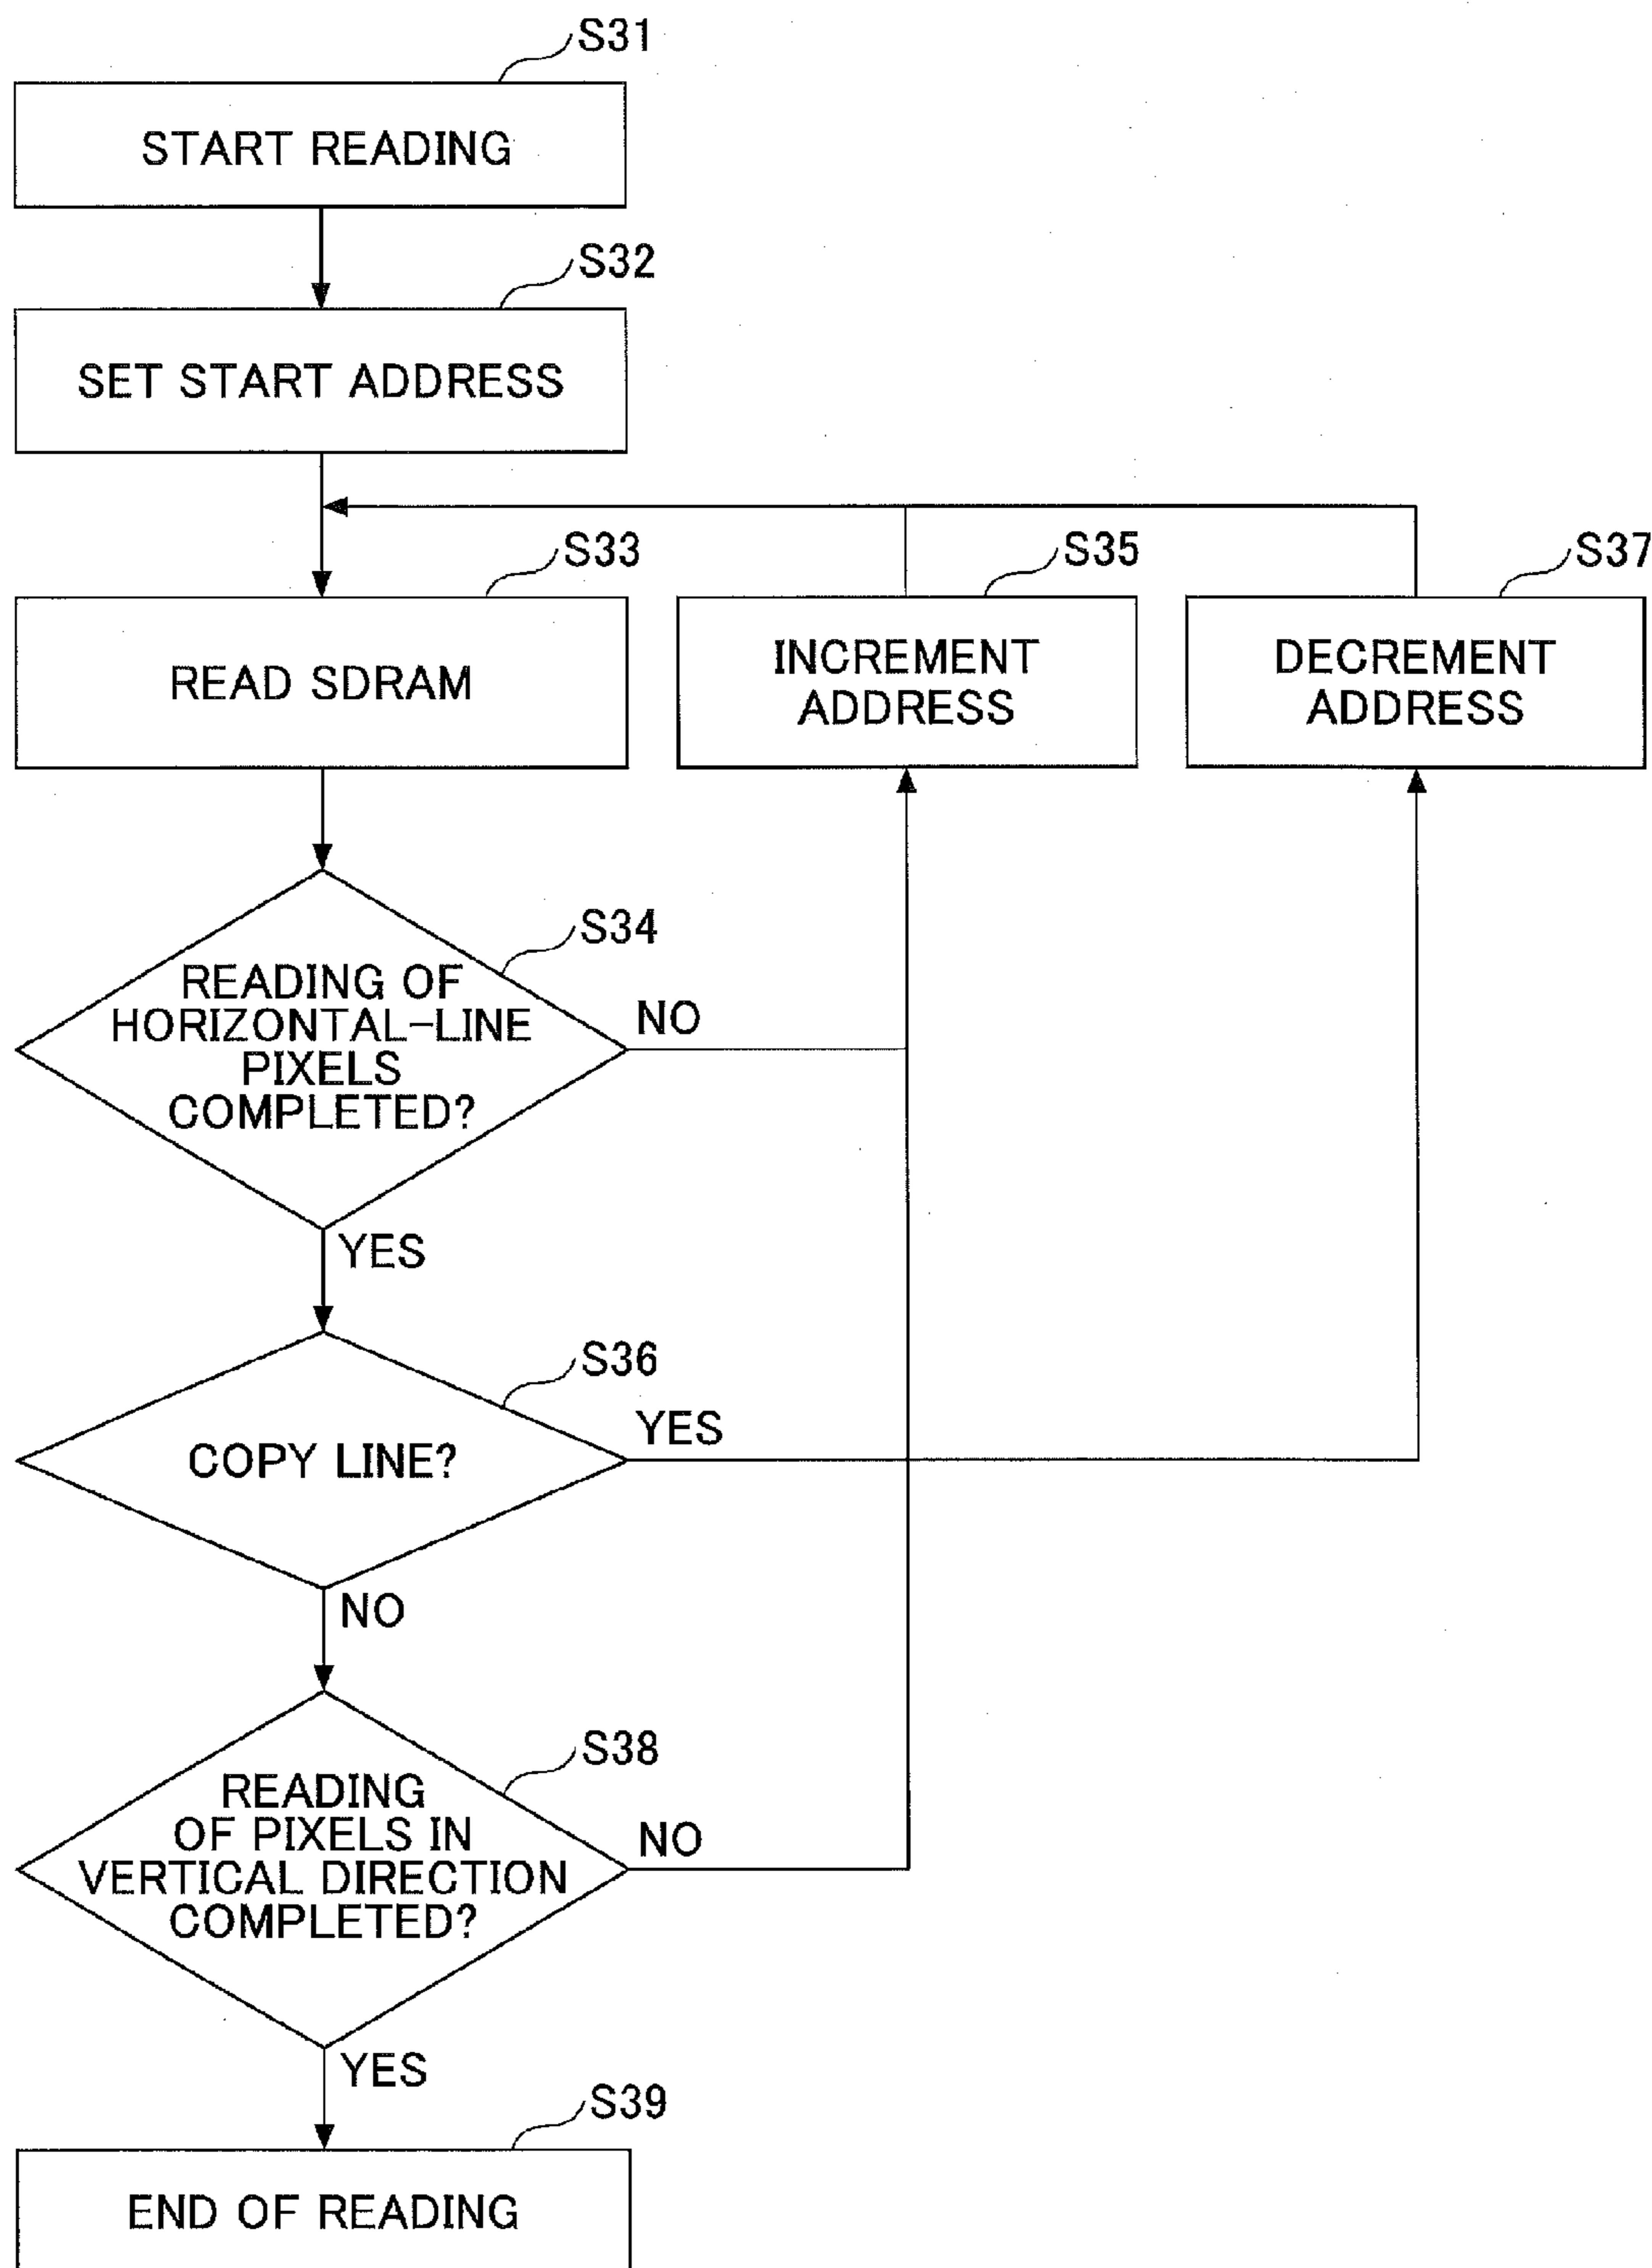 S31
START READING
S32
SET START ADDRESS
S33
READ SDRAM
S35
INCREMENT
ADDRESS
S37
DECREMENT
ADDRESS
S34
READING OF
HORIZONTAL-LINE
PIXELS
COMPLETED?
NO
YES
S36
COPY LINE?
YES
NO
S38
READING
OF PIXELS IN
VERTICAL DIRECTION
COMPLETED?
NO
YES
S39
END OF READING